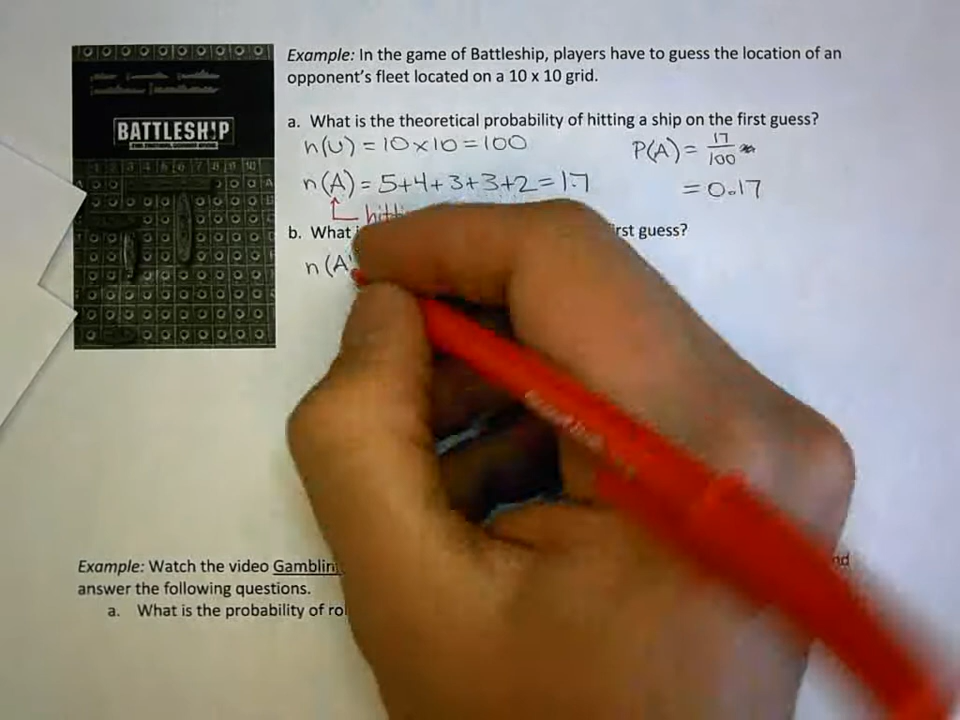 Example: In the game of Battleship, players have to guess the location of an
opponent's fleet located on a 10 x 10 grid.
BATTLESHIP
a. What is the theoretical probability of hitting a ship on the first guess?
n(U) = 10 × 10 = 100
P(A) = 17/100
n(A) = 5+4+3+3+2 = 17
= 0.17
b. What rst guess?
n(A'
Example: Watch the video Gamblin
answer the following questions.
a. What is the probability of rol